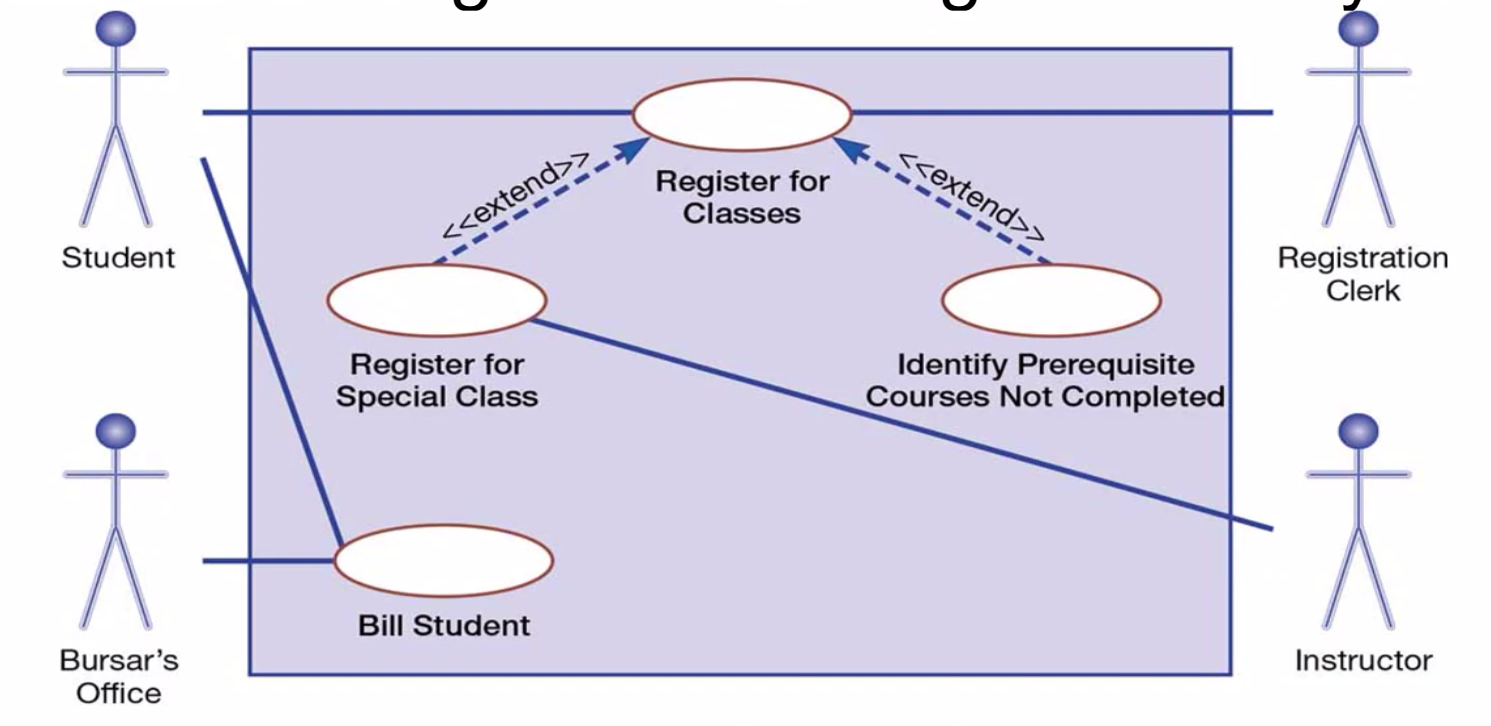 <<extend>>
<<extend>>
Register for
Classes
Student
Registration
Clerk
Register for
Special Class
Identify Prerequisite
Courses Not Completed
Bill Student
Bursar's
Office
Instructor